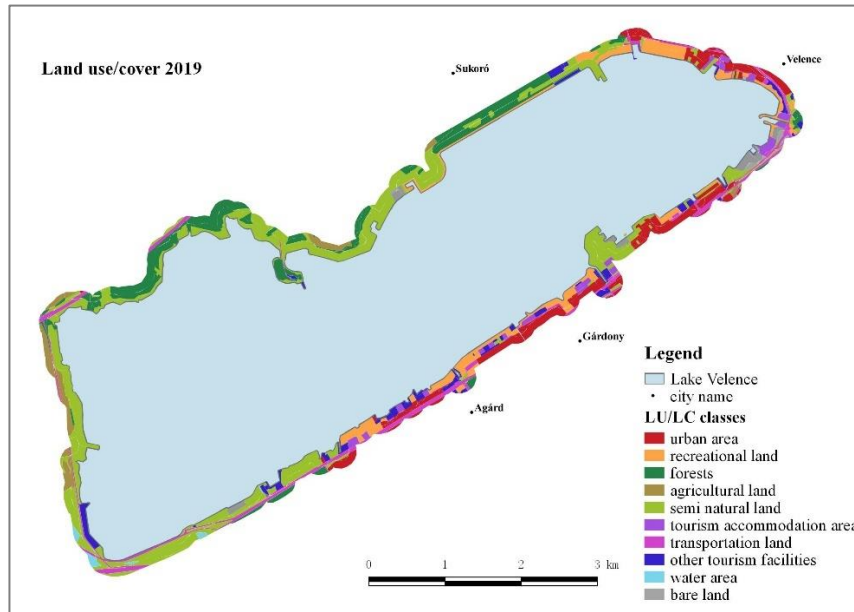 Land use/cover 2019
Sukoró
Velence
Gárdony
Agárd
Legend
Lake Velence
city name
LU/LC classes
urban area
recreational land
forests
agricultural land
semi natural land
tourism accommodation area
transportation land
other tourism facilities
water area
bare land
0 1 2 3 km